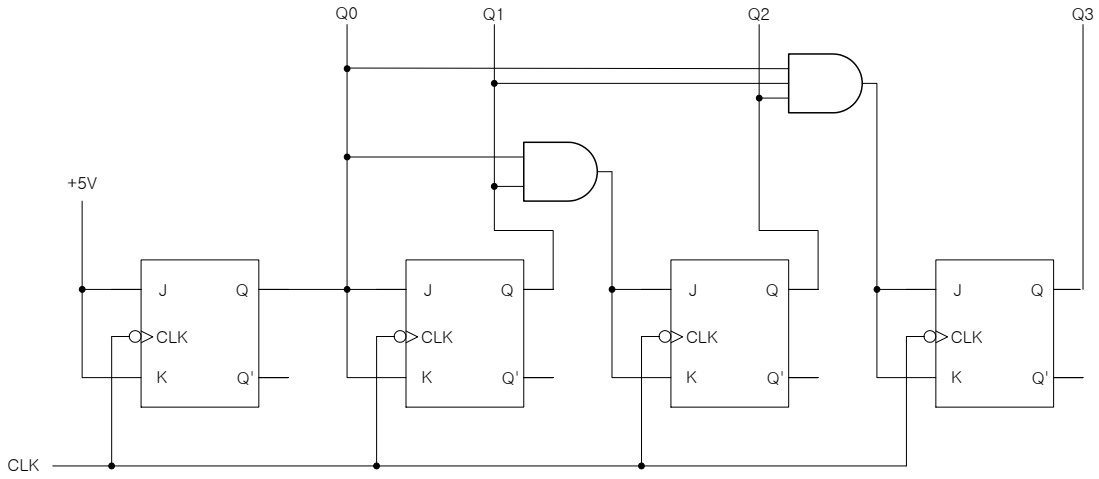 Q0 Q1 Q2 Q3
+5V
J Q J Q J Q J Q
CLK CLK CLK CLK
K Q' K Q' K Q' K Q'
CLK